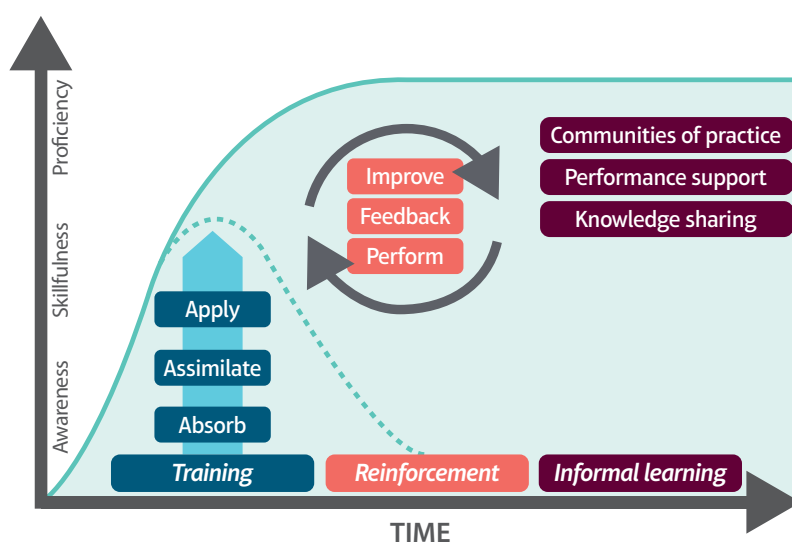 Proficiency
Skillfulness
Awareness
Apply
Assimilate
Absorb
Training
Improve
Feedback
Perform
Reinforcement
Communities of practice
Performance support
Knowledge sharing
Informal learning
TIME